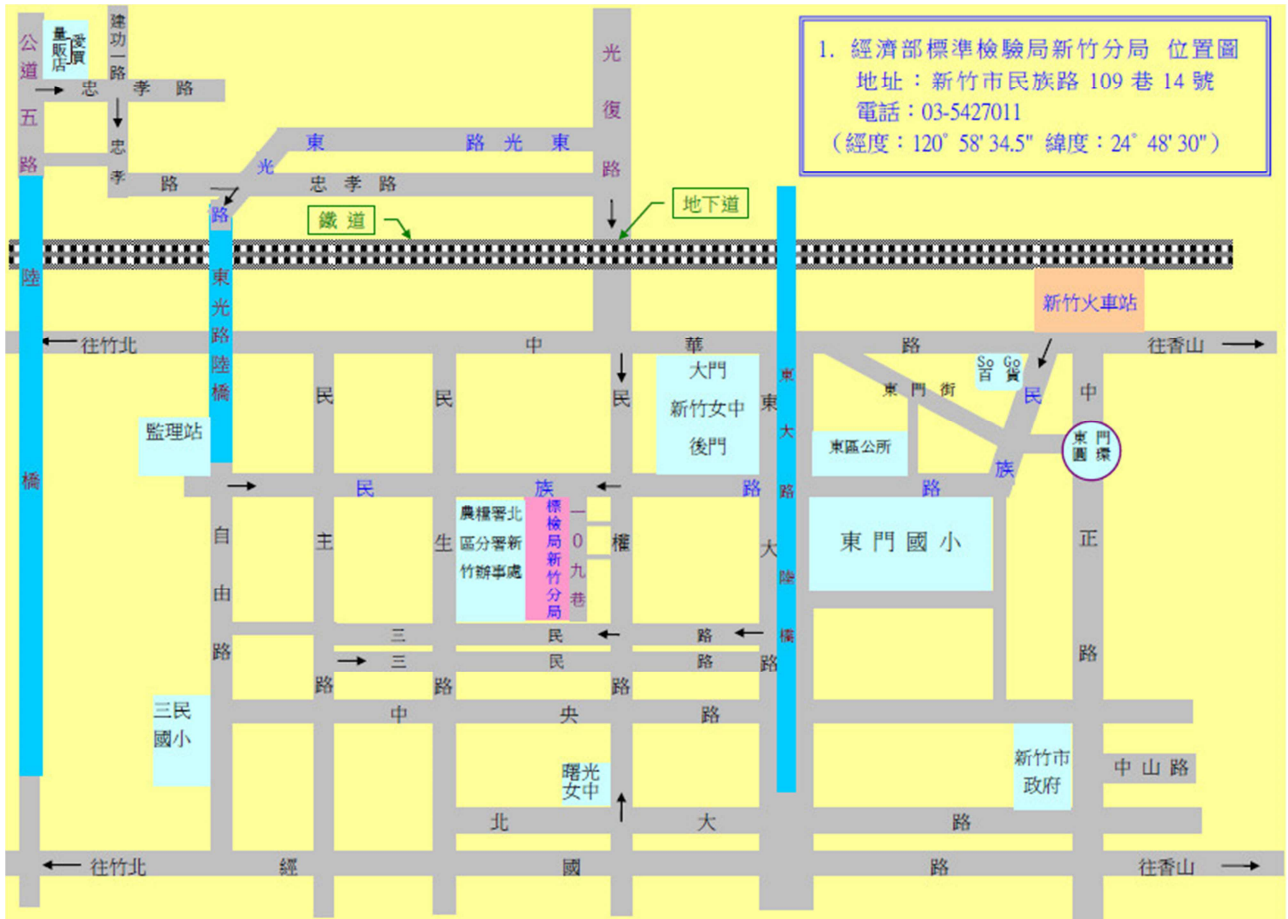 1. 經濟部標準檢驗局新竹分局 位置圖
地址：新竹市民族路 109 巷 14 號
電話：03-5427011
（經度：120° 58' 34.5" 緯度：24° 48' 30"）
公道五路
愛買
量販店
建功一路
忠孝路
忠孝路
忠孝路
東光路
東光路
光復路
鐵道
地下道
陸橋
東光路陸橋
新竹火車站
往竹北
中華路
往香山
So Go
百貨
民族路
中正路
東門街
東門
圓環
大門
新竹女中
後門
東大路
東大路陸橋
東區公所
監理站
民族路
路
自由路
民主路
民生路
民權路
農糧署北
區分署新
竹辦事處
標檢局新竹分局
一0九巷
東門國小
三民路
三民路
中央路
三民
國小
曙光
女中
新竹市
政府
中山路
北大路
往竹北
經國路
往香山